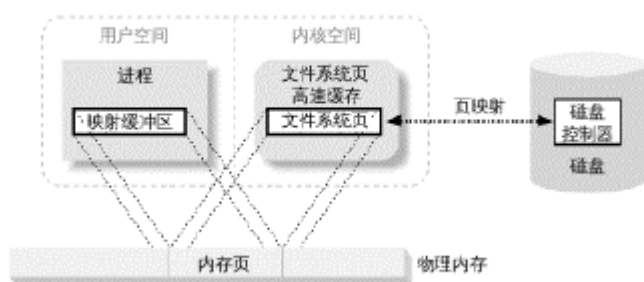 用户空间
内核空间
进程
映射缓冲区
文件系统页
高速缓存
文件系统页
页映射
磁盘
控制器
磁盘
内存页
物理内存